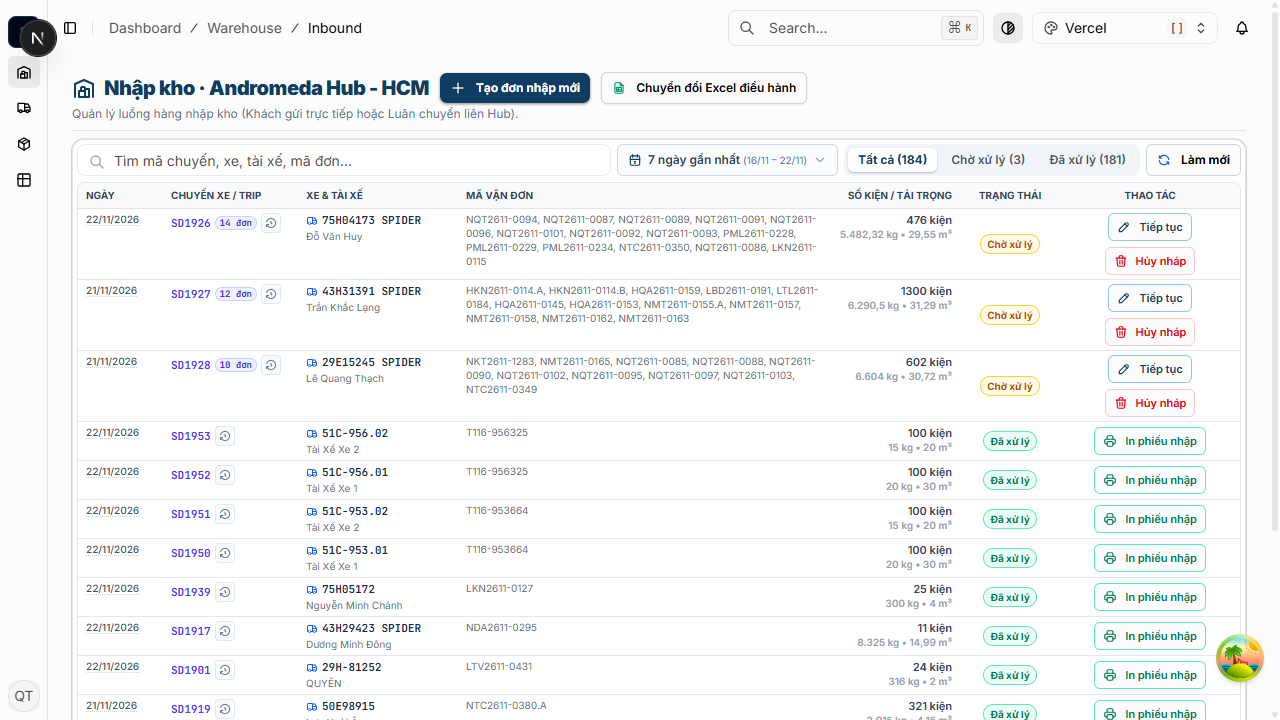 N
Dashboard / Warehouse / Inbound
Search...
⌘ K
Vercel
[ ]
Nhập kho · Andromeda Hub - HCM
+ Tạo đơn nhập mới
Chuyển đổi Excel điều hành
Quản lý luồng hàng nhập kho (Khách gửi trực tiếp hoặc Luân chuyển liên Hub).
Tìm mã chuyến, xe, tài xế, mã đơn...
7 ngày gần nhất (16/11 – 22/11)
Tất cả (184)
Chờ xử lý (3)
Đã xử lý (181)
Làm mới
NGÀY CHUYẾN XE / TRIP XE & TÀI XẾ MÃ VẬN ĐƠN SỐ KIỆN / TẢI TRỌNG TRẠNG THÁI THAO TÁC
22/11/2026 SD1926 14 đơn 75H04173 SPIDER
Đỗ Văn Huy
NQT2611-0094, NQT2611-0087, NQT2611-0089, NQT2611-0091, NQT2611-
0096, NQT2611-0101, NQT2611-0092, NQT2611-0093, PML2611-0228,
PML2611-0229, PML2611-0234, NTC2611-0350, NQT2611-0086, LKN2611-
0115
476 kiện
5.482,32 kg • 29,55 m³
Chờ xử lý
Tiếp tục
Hủy nháp
21/11/2026 SD1927 12 đơn 43H31391 SPIDER
Trần Khắc Lạng
HKN2611-0114.A, HKN2611-0114.B, HQA2611-0159, LBD2611-0191, LTL2611-
0184, HQA2611-0145, HQA2611-0153, NMT2611-0155.A, NMT2611-0157,
NMT2611-0158, NMT2611-0162, NMT2611-0163
1300 kiện
6.290,5 kg • 31,29 m³
Chờ xử lý
Tiếp tục
Hủy nháp
21/11/2026 SD1928 10 đơn 29E15245 SPIDER
Lê Quang Thạch
NKT2611-1283, NMT2611-0165, NQT2611-0085, NQT2611-0088, NQT2611-
0090, NQT2611-0102, NQT2611-0095, NQT2611-0097, NQT2611-0103,
NTC2611-0349
602 kiện
6.604 kg • 30,72 m³
Chờ xử lý
Tiếp tục
Hủy nháp
22/11/2026 SD1953 51C-956.02 T116-956325 100 kiện Đã xử lý In phiếu nhập
Tài Xế Xe 2 15 kg • 20 m³
22/11/2026 SD1952 51C-956.01 T116-956325 100 kiện Đã xử lý In phiếu nhập
Tài Xế Xe 1 20 kg • 30 m³
22/11/2026 SD1951 51C-953.02 T116-953664 100 kiện Đã xử lý In phiếu nhập
Tài Xế Xe 2 15 kg • 20 m³
22/11/2026 SD1950 51C-953.01 T116-953664 100 kiện Đã xử lý In phiếu nhập
Tài Xế Xe 1 20 kg • 30 m³
22/11/2026 SD1939 75H05172 LKN2611-0127 25 kiện Đã xử lý In phiếu nhập
Nguyễn Minh Chánh 300 kg • 4 m³
22/11/2026 SD1917 43H29423 SPIDER NDA2611-0295 11 kiện Đã xử lý In phiếu nhập
Dương Minh Đông 8.325 kg • 14,99 m³
22/11/2026 SD1901 29H-81252 LTV2611-0431 24 kiện Đã xử lý In phiếu nhập
QUYÊN 316 kg • 2 m³
21/11/2026 SD1919 50E98915 NTC2611-0380.A 321 kiện Đã xử lý In phiếu nhập
QT